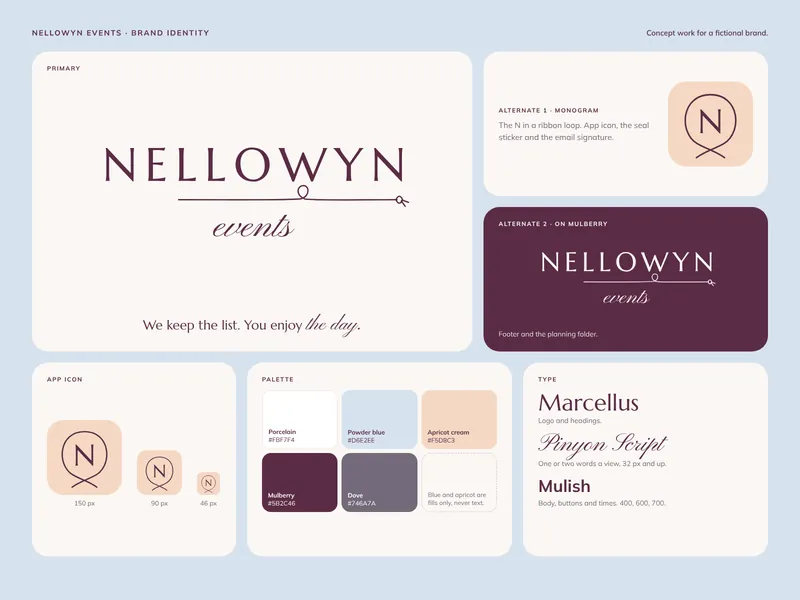 NELLOWYN EVENTS · BRAND IDENTITY
Concept work for a fictional brand.
PRIMARY
NELLOWYN
events
We keep the list. You enjoy the day.
ALTERNATE 1 · MONOGRAM
The N in a ribbon loop. App icon, the seal
sticker and the email signature.
N
ALTERNATE 2 · ON MULBERRY
NELLOWYN
events
Footer and the planning folder.
APP ICON
N
150 px
N
90 px
N
46 px
PALETTE
Porcelain
#FBF7F4
Powder blue
#D6E2EE
Apricot cream
#F5D8C3
Mulberry
#5B2C46
Dove
#746A7A
Blue and apricot are
fills only, never text.
TYPE
Marcellus
Logo and headings.
Pinyon Script
One or two words a view, 32 px and up.
Mulish
Body, buttons and times. 400, 600, 700.